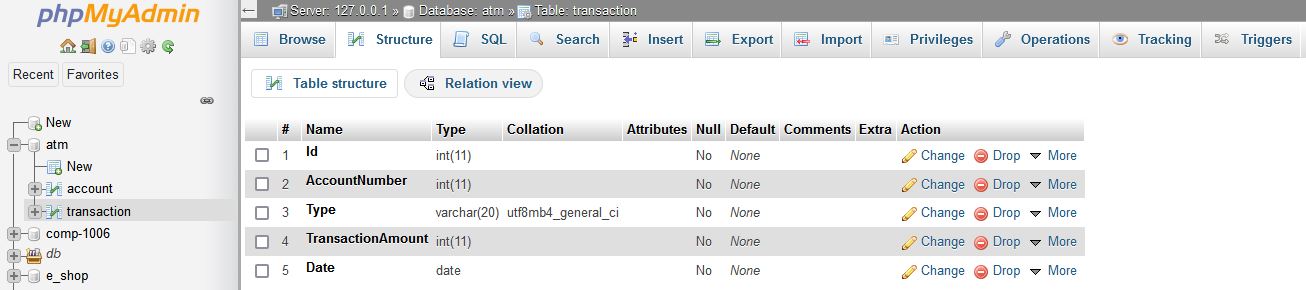 phpMyAdmin
Recent Favorites
New
atm
New
account
transaction
comp-1006
db
e_shop
Server: 127.0.0.1 » Database: atm » Table: transaction
Browse Structure SQL Search Insert Export Import Privileges Operations Tracking Triggers
Table structure Relation view
# Name Type Collation Attributes Null Default Comments Extra Action
1 Id int(11) No None Change Drop More
2 AccountNumber int(11) No None Change Drop More
3 Type varchar(20) utf8mb4_general_ci No None Change Drop More
4 TransactionAmount int(11) No None Change Drop More
5 Date date No None Change Drop More